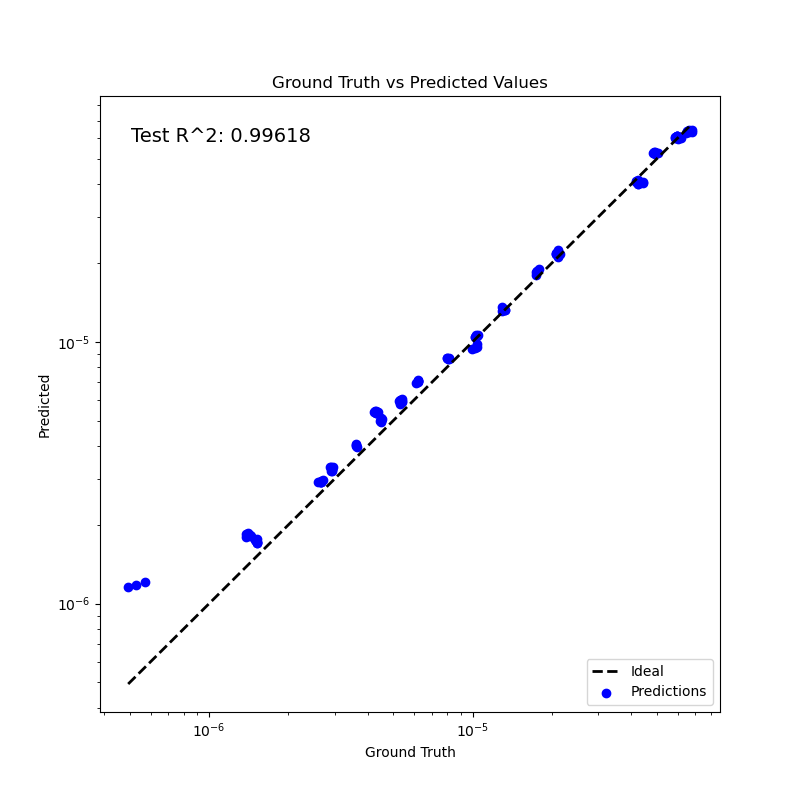 Ground Truth vs Predicted Values
Test R^2: 0.99618
Predicted
10⁻⁵
10⁻⁶
Ideal
Predictions
10⁻⁶ 10⁻⁵
Ground Truth